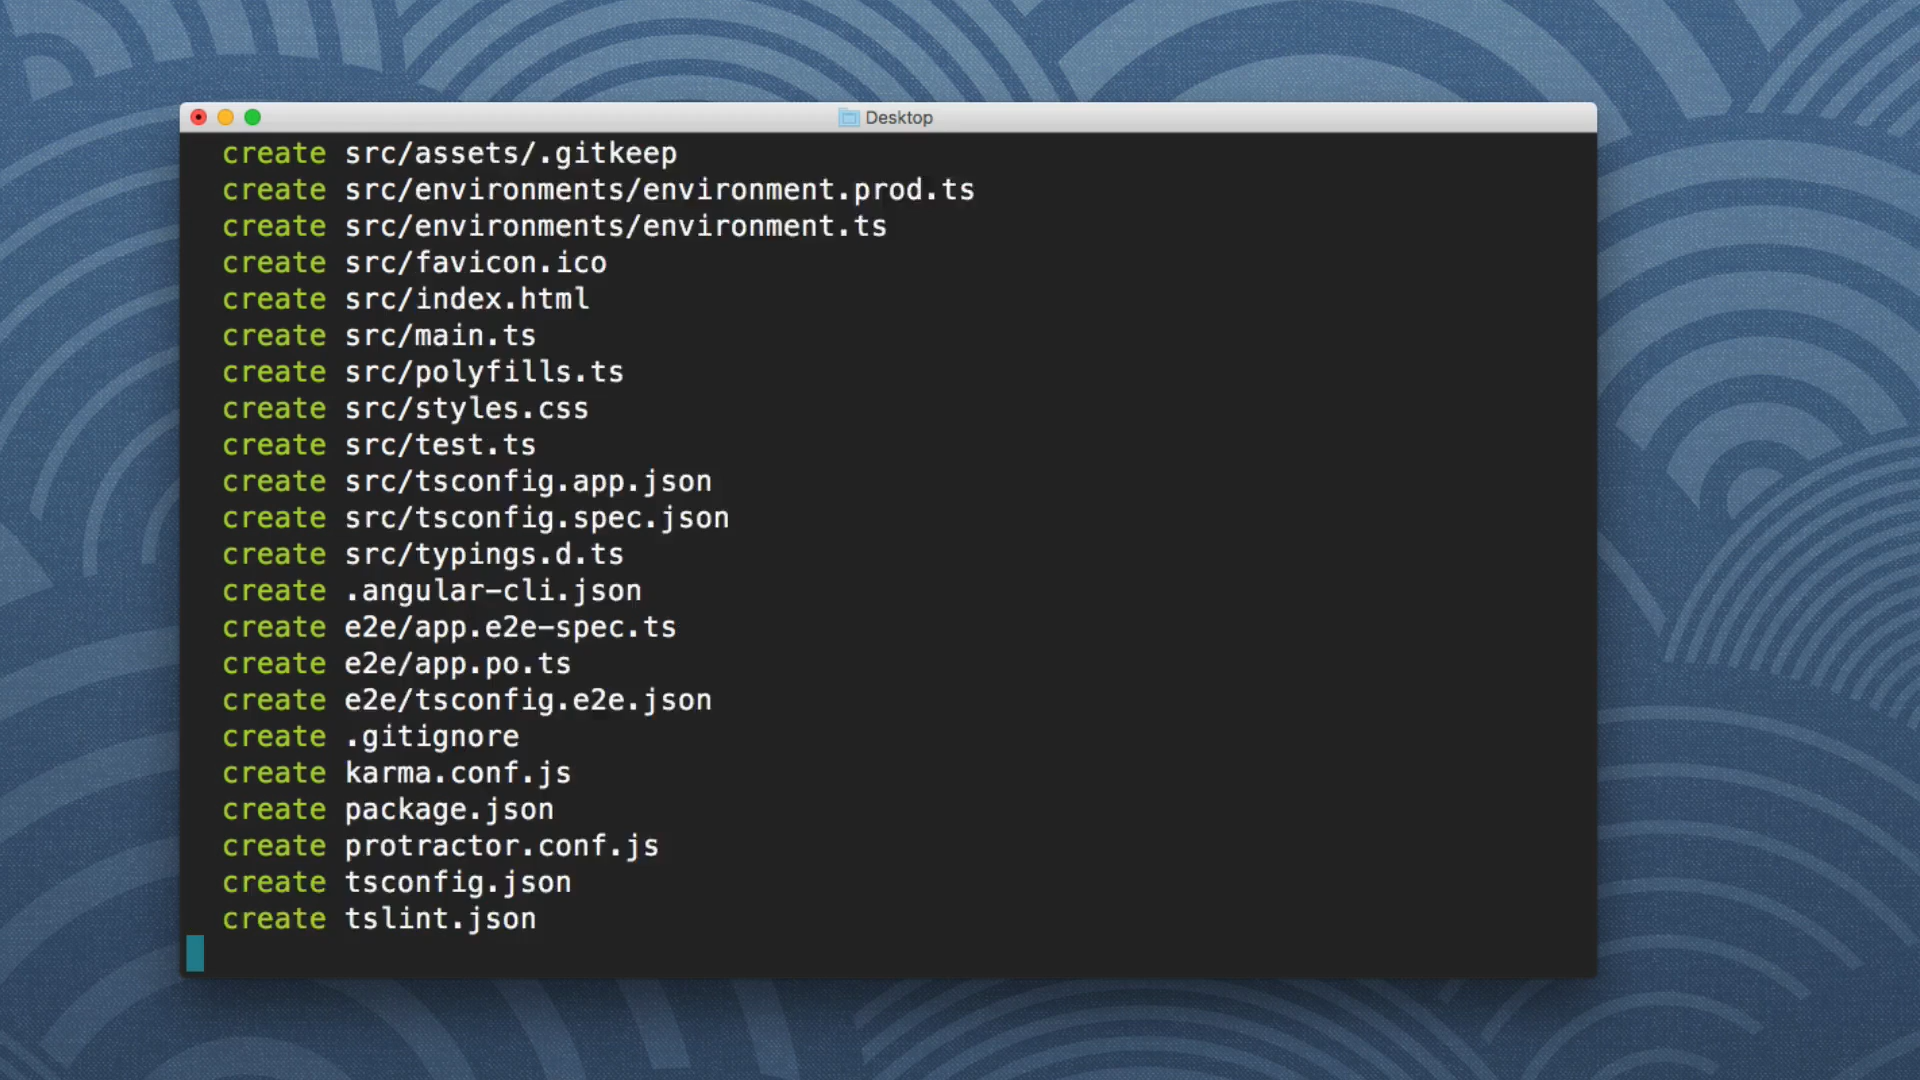 Desktop
create src/assets/.gitkeep
create src/environments/environment.prod.ts
create src/environments/environment.ts
create src/favicon.ico
create src/index.html
create src/main.ts
create src/polyfills.ts
create src/styles.css
create src/test.ts
create src/tsconfig.app.json
create src/tsconfig.spec.json
create src/typings.d.ts
create .angular-cli.json
create e2e/app.e2e-spec.ts
create e2e/app.po.ts
create e2e/tsconfig.e2e.json
create .gitignore
create karma.conf.js
create package.json
create protractor.conf.js
create tsconfig.json
create tslint.json